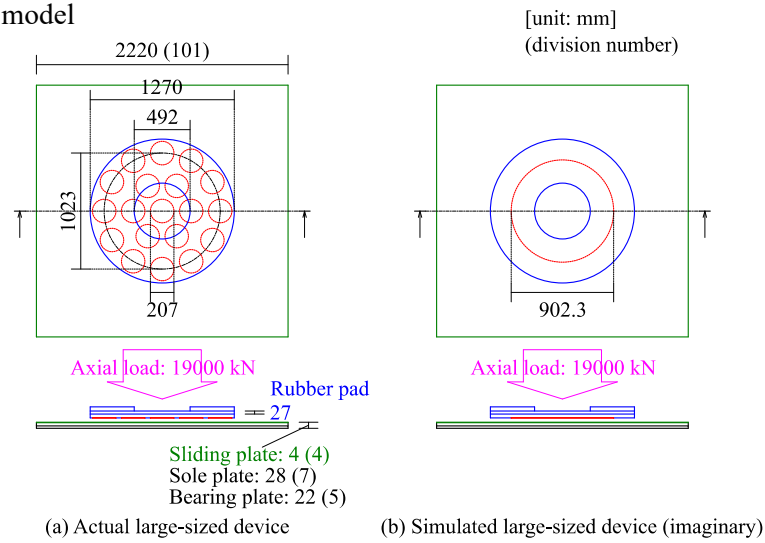 model
[unit: mm]
(division number)
2220 (101)
1270
492
1023
207
902.3
Axial load: 19000 kN
Axial load: 19000 kN
Rubber pad
27
Sliding plate: 4 (4)
Sole plate: 28 (7)
Bearing plate: 22 (5)
(a) Actual large-sized device
(b) Simulated large-sized device (imaginary)